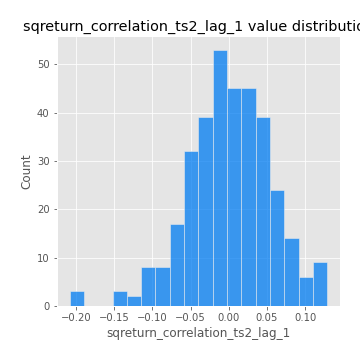 sqreturn_correlation_ts2_lag_1 value distributio
50
40
30
20
10
0
Count
−0.20 −0.15 −0.10 −0.05 0.00 0.05 0.10
sqreturn_correlation_ts2_lag_1